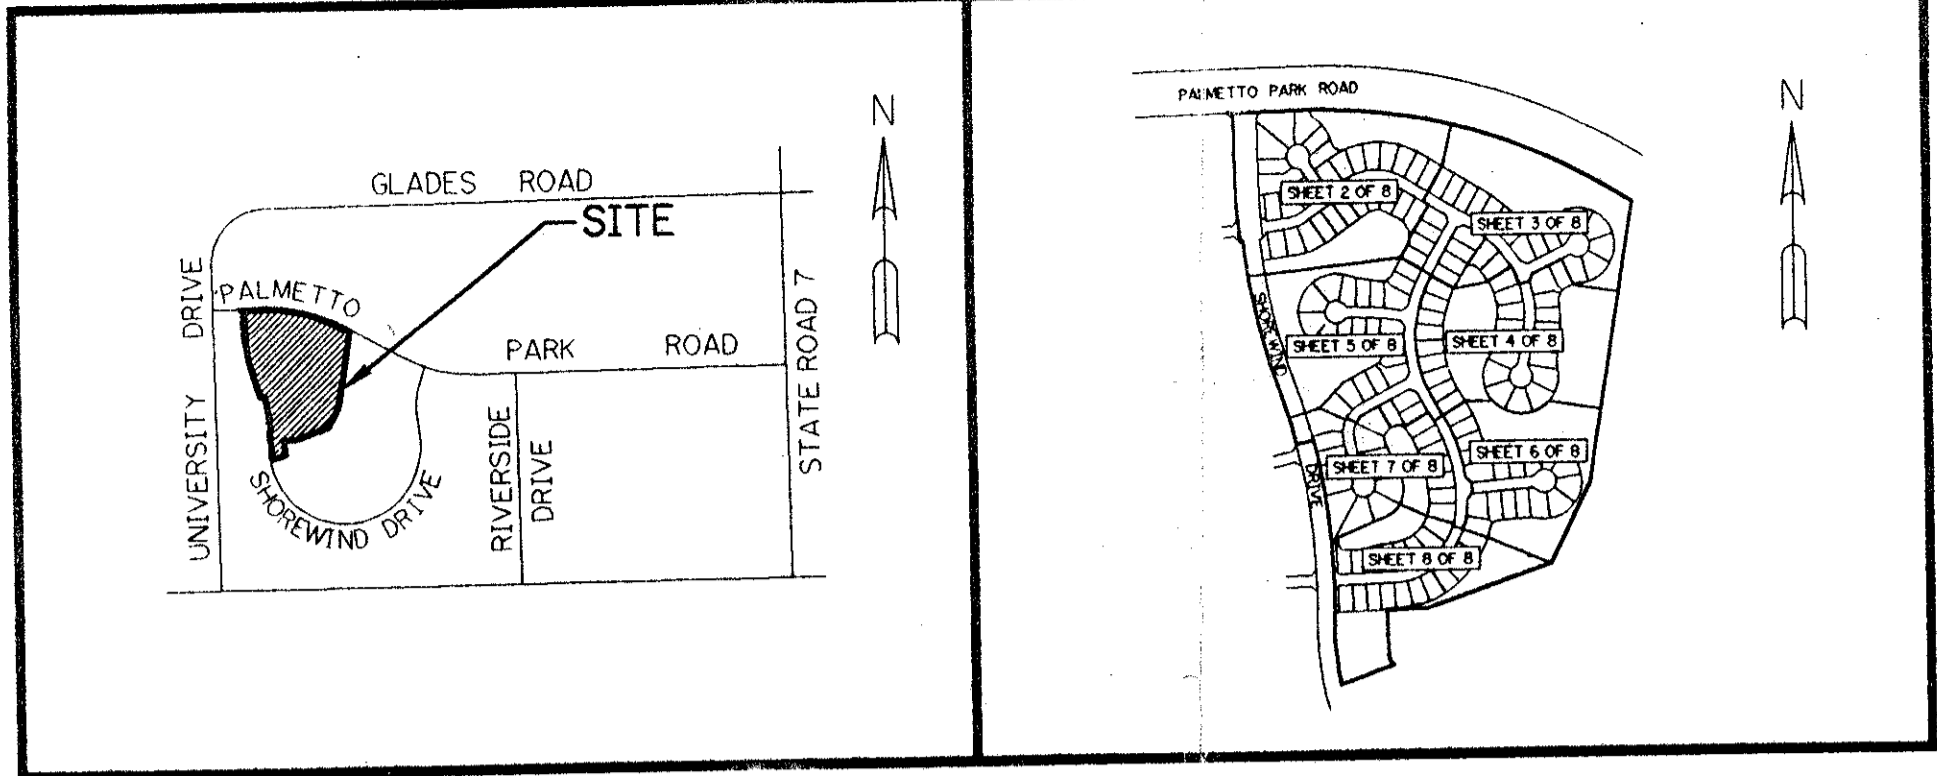 N
GLADES ROAD
SITE
PALMETTO
PARK ROAD
UNIVERSITY DRIVE
SHOREWIND DRIVE
RIVERSIDE
DRIVE
STATE ROAD 7
PALMETTO PARK ROAD
N
SHEET 2 OF 8
SHEET 3 OF 8
SHEET 5 OF 8
SHEET 4 OF 8
SHEET 7 OF 8
SHEET 6 OF 8
SHEET 8 OF 8
SHOREWIND
DRIVE